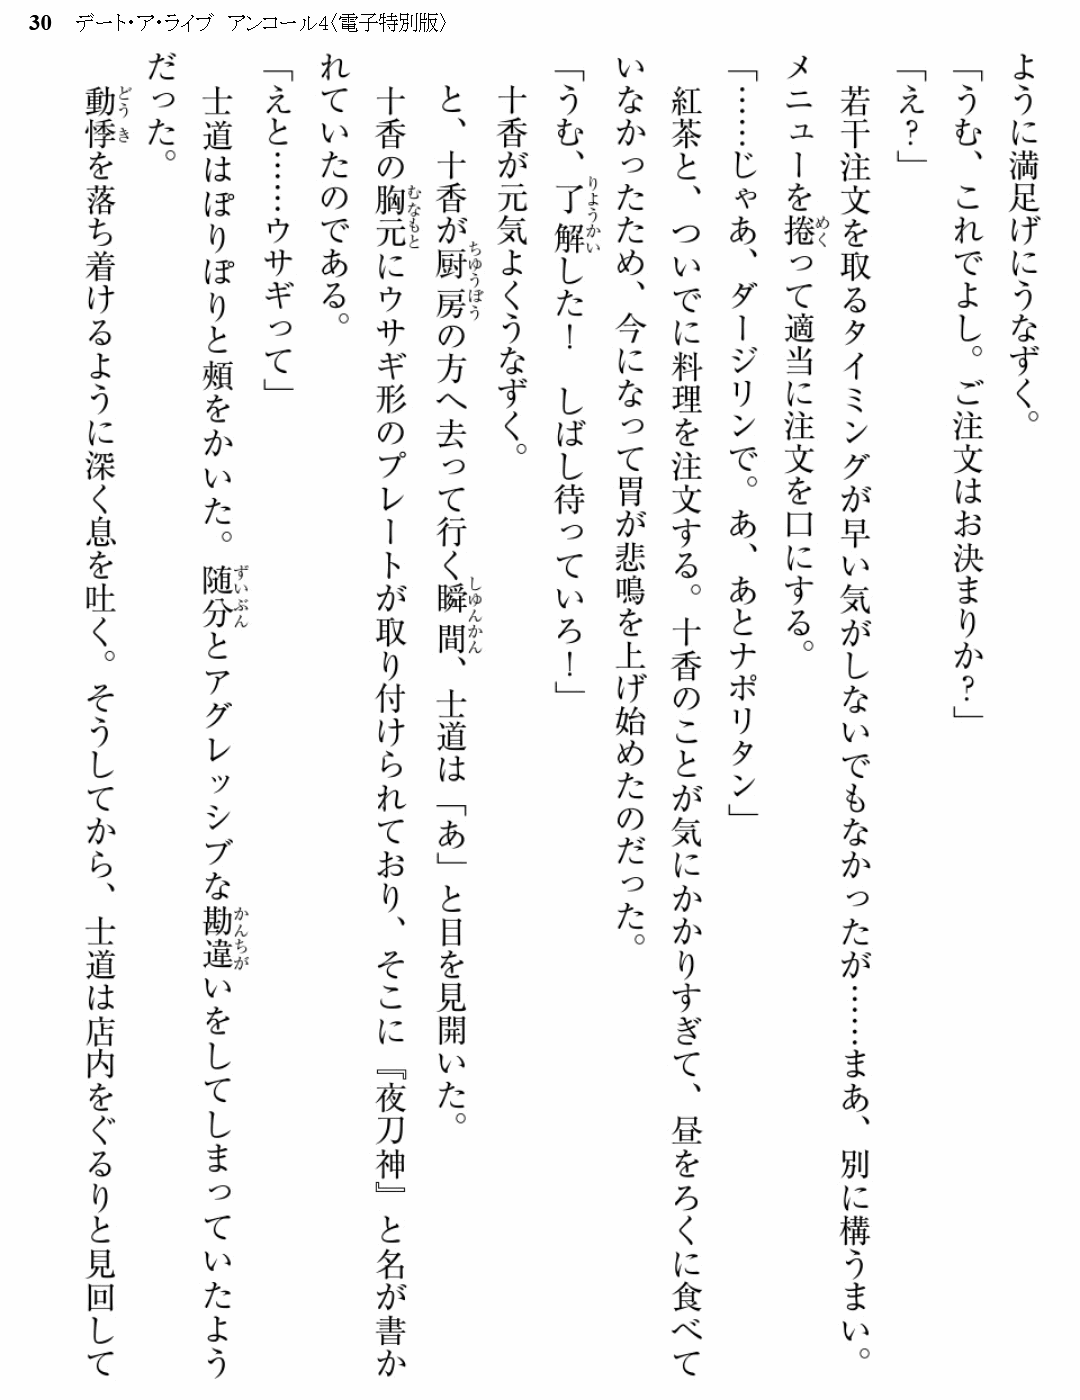 30 デート・ア・ライブ アンコール4〈電子特別版〉
ように満足げにうなずく。
「うむ、これでよし。ご注文はお決まりか?」
「え?」
若干注文を取るタイミングが早い気がしないでもなかったが……まあ、別に構うまい。
メニューを捲って適当に注文を口にする。
「……じゃあ、ダージリンで。あ、あとナポリタン」
紅茶と、ついでに料理を注文する。十香のことが気にかかりすぎて、昼をろくに食べて
いなかったため、今になって胃が悲鳴を上げ始めたのだった。
「うむ、了解した! しばし待っていろ!」
十香が元気よくうなずく。
と、十香が厨房の方へ去って行く瞬間、士道は「あ」と目を見開いた。
十香の胸元にウサギ形のプレートが取り付けられており、そこに『夜刀神』と名が書か
れていたのである。
「えと……ウサギって」
士道はぽりぽりと頰をかいた。随分とアグレッシブな勘違いをしてしまっていたよう
だった。
動悸を落ち着けるように深く息を吐く。そうしてから、士道は店内をぐるりと見回して